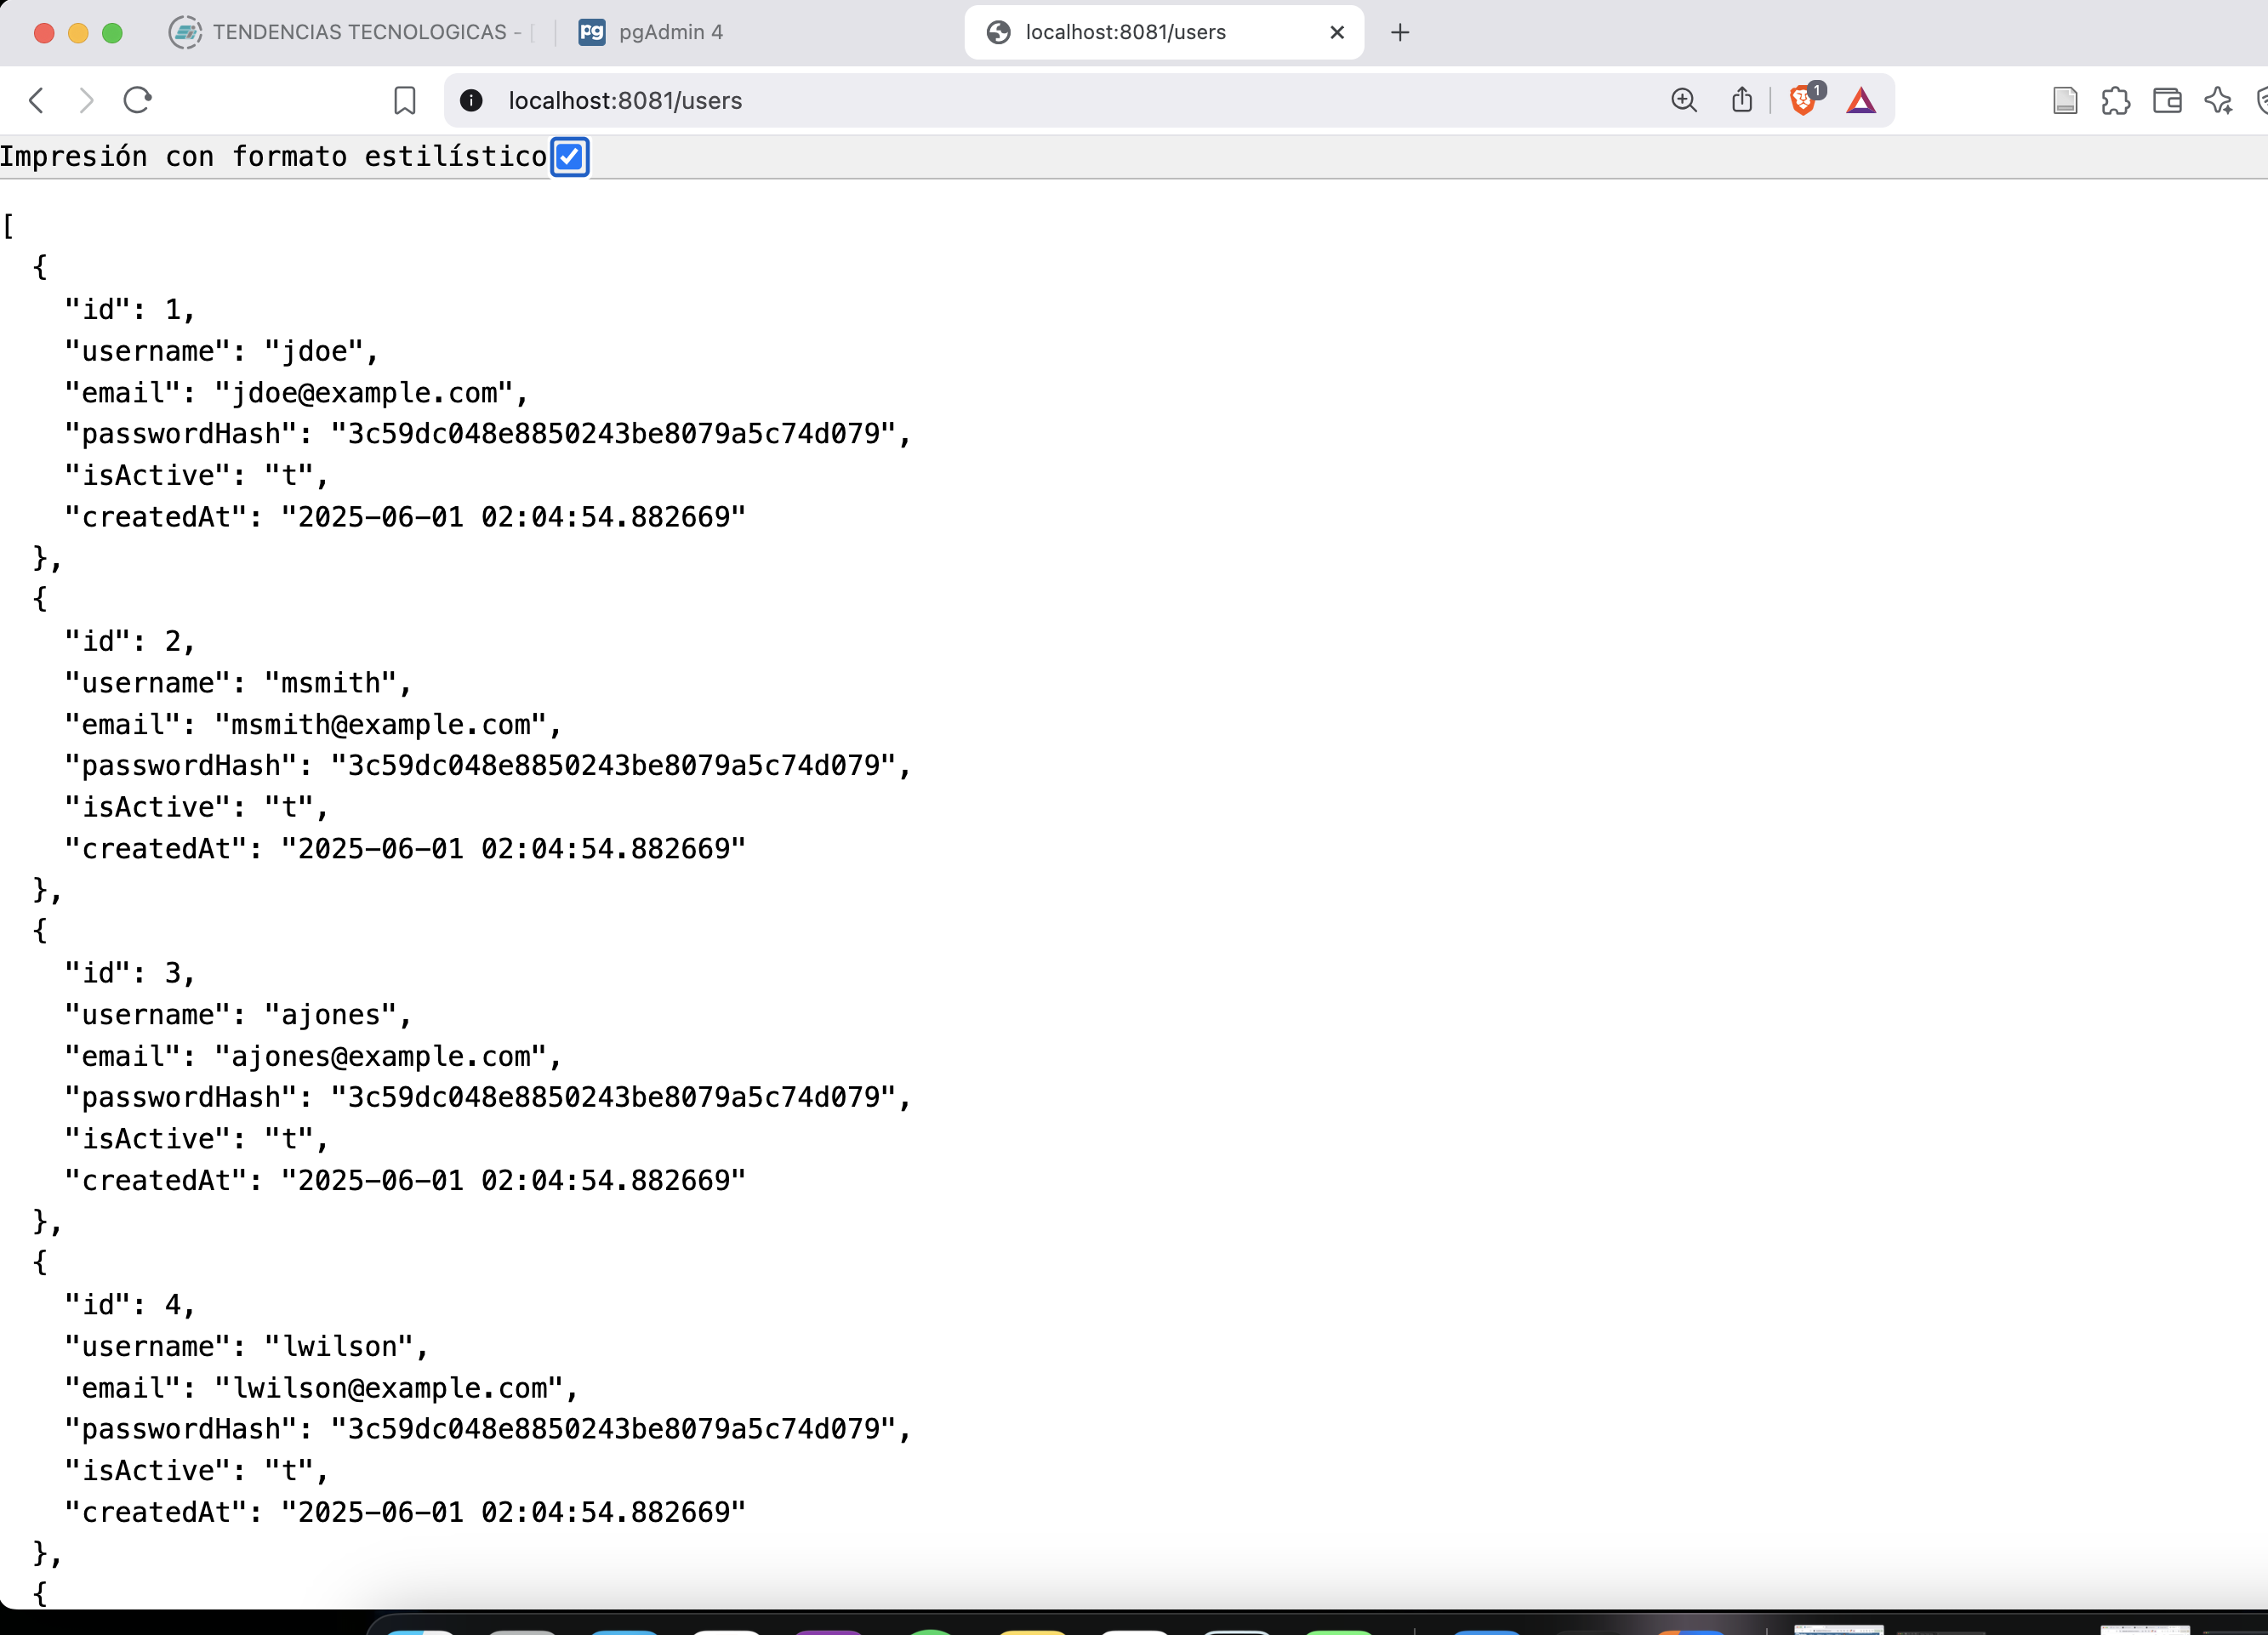 TENDENCIAS TECNOLOGICAS - [
pg pgAdmin 4
localhost:8081/users
localhost:8081/users
1
Impresión con formato estilístico
[
  {
    "id": 1,
    "username": "jdoe",
    "email": "jdoe@example.com",
    "passwordHash": "3c59dc048e8850243be8079a5c74d079",
    "isActive": "t",
    "createdAt": "2025-06-01 02:04:54.882669"
  },
  {
    "id": 2,
    "username": "msmith",
    "email": "msmith@example.com",
    "passwordHash": "3c59dc048e8850243be8079a5c74d079",
    "isActive": "t",
    "createdAt": "2025-06-01 02:04:54.882669"
  },
  {
    "id": 3,
    "username": "ajones",
    "email": "ajones@example.com",
    "passwordHash": "3c59dc048e8850243be8079a5c74d079",
    "isActive": "t",
    "createdAt": "2025-06-01 02:04:54.882669"
  },
  {
    "id": 4,
    "username": "lwilson",
    "email": "lwilson@example.com",
    "passwordHash": "3c59dc048e8850243be8079a5c74d079",
    "isActive": "t",
    "createdAt": "2025-06-01 02:04:54.882669"
  },
  {